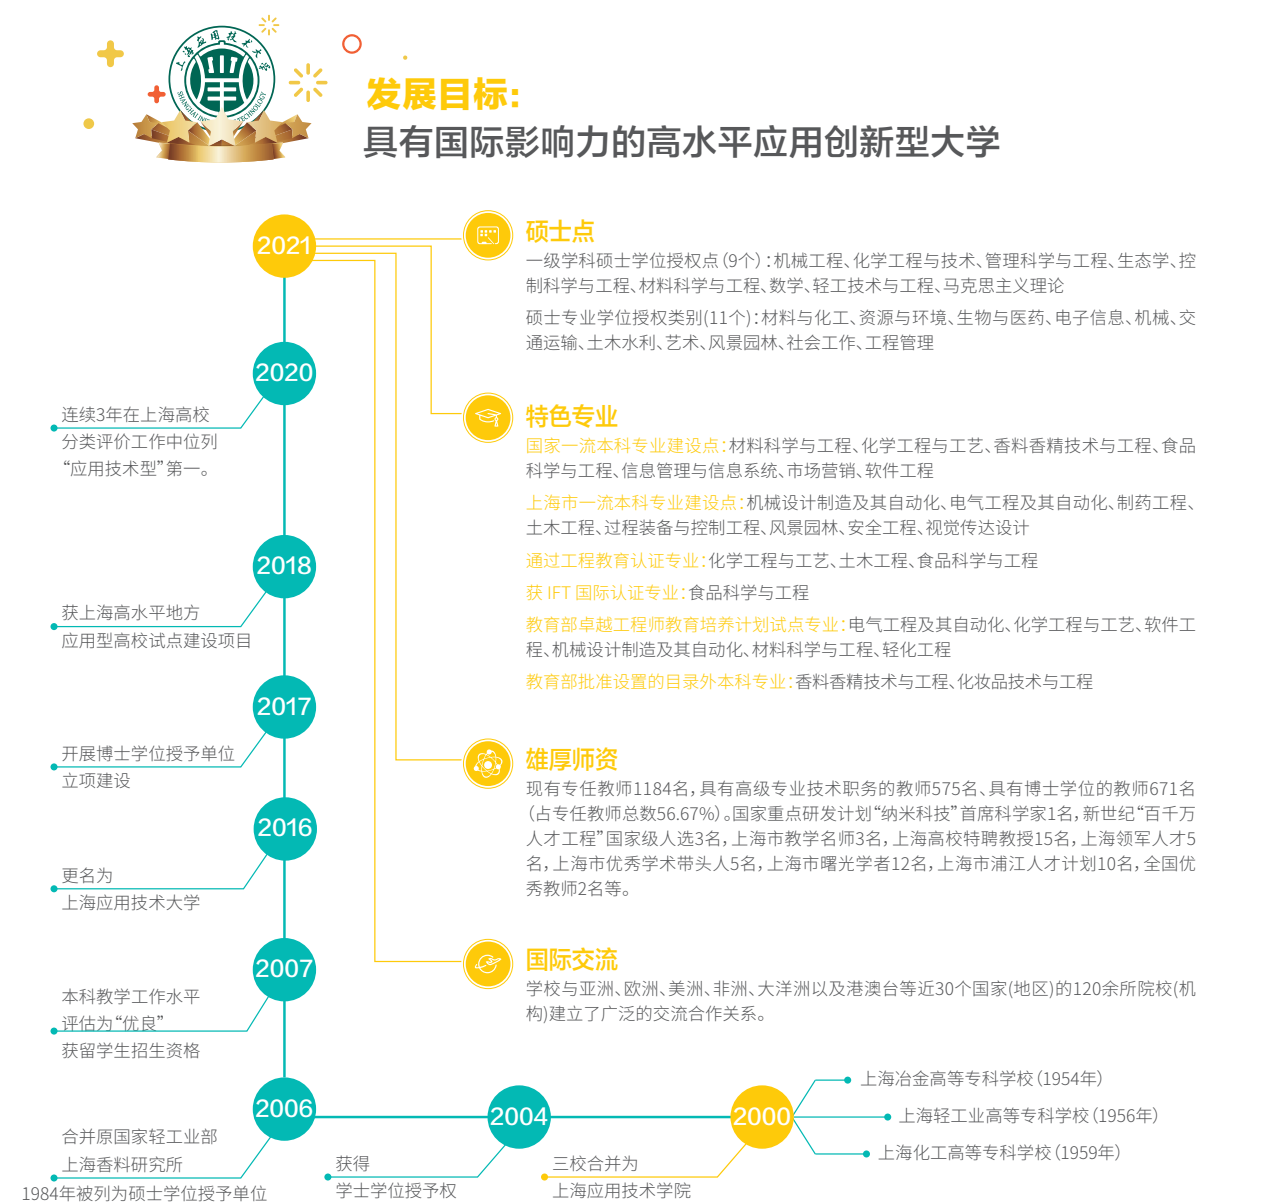 上海应用技术大学
发展目标:
具有国际影响力的高水平应用创新型大学
2021
硕士点
一级学科硕士学位授权点（9个）：机械工程、化学工程与技术、管理科学与工程、生态学、控
制科学与工程、材料科学与工程、数学、轻工技术与工程、马克思主义理论
硕士专业学位授权类别(11个)：材料与化工、资源与环境、生物与医药、电子信息、机械、交
通运输、土木水利、艺术、风景园林、社会工作、工程管理
特色专业
国家一流本科专业建设点：材料科学与工程、化学工程与工艺、香料香精技术与工程、食品
科学与工程、信息管理与信息系统、市场营销、软件工程
上海市一流本科专业建设点：机械设计制造及其自动化、电气工程及其自动化、制药工程、
土木工程、过程装备与控制工程、风景园林、安全工程、视觉传达设计
通过工程教育认证专业：化学工程与工艺、土木工程、食品科学与工程
获 IFT 国际认证专业：食品科学与工程
教育部卓越工程师教育培养计划试点专业：电气工程及其自动化、化学工程与工艺、软件工
程、机械设计制造及其自动化、材料科学与工程、轻化工程
教育部批准设置的目录外本科专业：香料香精技术与工程、化妆品技术与工程
雄厚师资
现有专任教师1184名，具有高级专业技术职务的教师575名、具有博士学位的教师671名
（占专任教师总数56.67%）。国家重点研发计划“纳米科技”首席科学家1名，新世纪“百千万
人才工程”国家级人选3名，上海市教学名师3名，上海高校特聘教授15名，上海领军人才5
名，上海市优秀学术带头人5名，上海市曙光学者12名，上海市浦江人才计划10名，全国优
秀教师2名等。
国际交流
学校与亚洲、欧洲、美洲、非洲、大洋洲以及港澳台等近30个国家(地区)的120余所院校(机
构)建立了广泛的交流合作关系。
2020
连续3年在上海高校
分类评价工作中位列
“应用技术型”第一。
2018
获上海高水平地方
应用型高校试点建设项目
2017
开展博士学位授予单位
立项建设
2016
更名为
上海应用技术大学
2007
本科教学工作水平
评估为“优良”
获留学生招生资格
2006
合并原国家轻工业部
上海香料研究所
1984年被列为硕士学位授予单位
2004
获得
学士学位授予权
2000
三校合并为
上海应用技术学院
上海冶金高等专科学校（1954年）
上海轻工业高等专科学校（1956年）
上海化工高等专科学校（1959年）